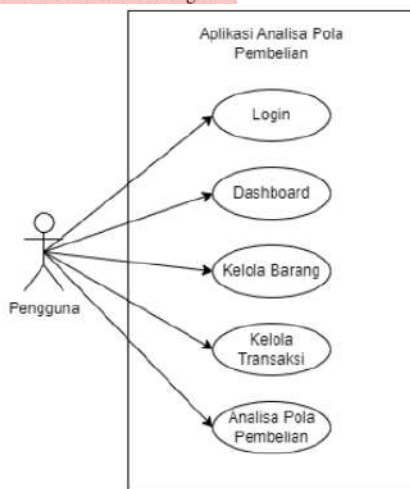 Aplikasi Analisa Pola
Pembelian
Login
Dashboard
Kelola Barang
Pengguna
Kelola
Transaksi
Analisa Pola
Pembelian